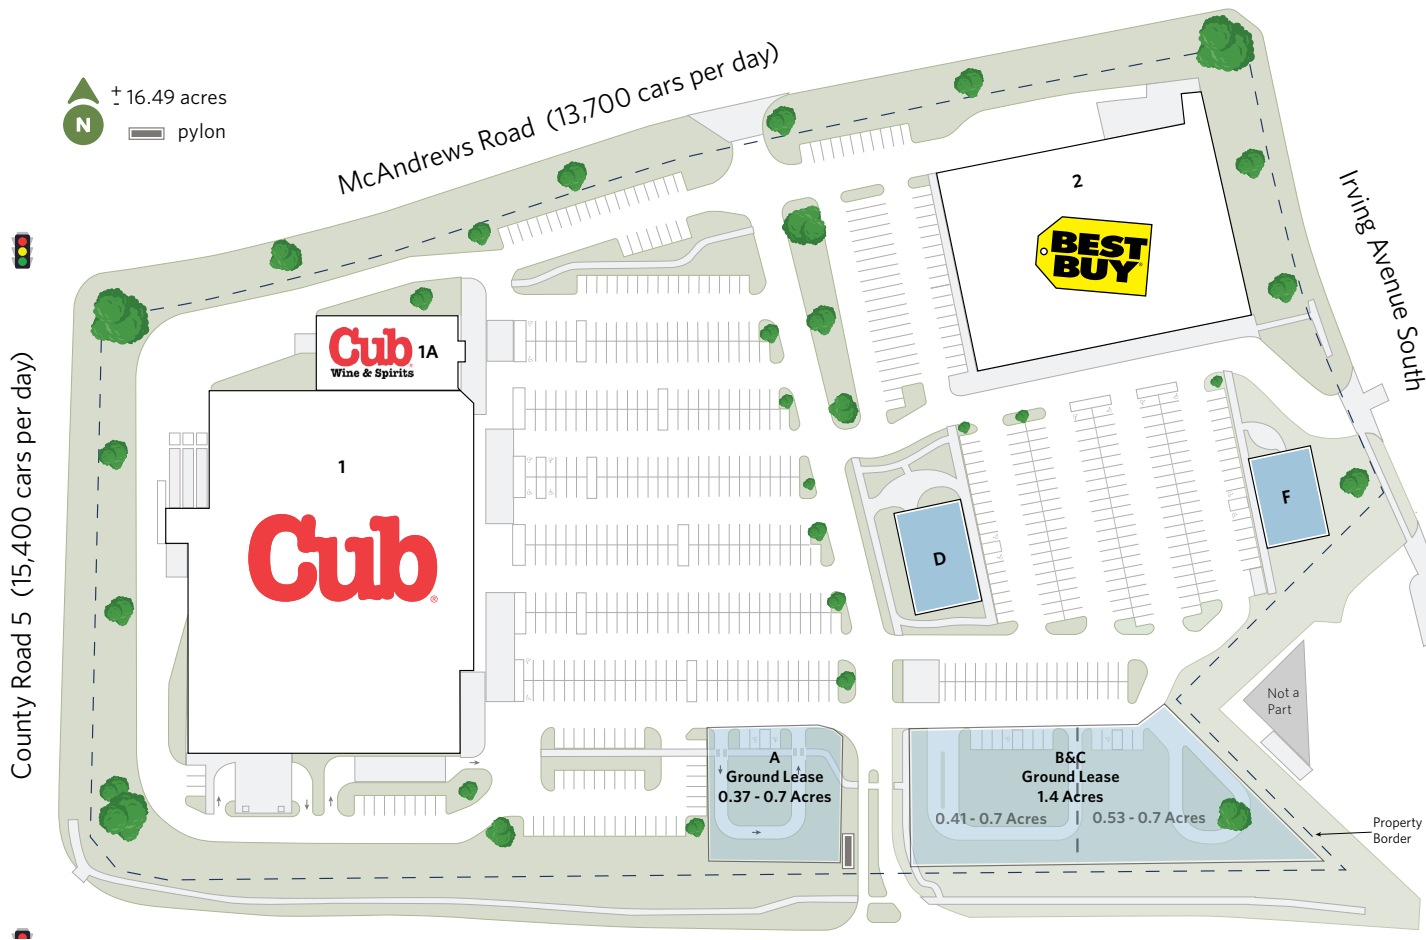 ± 16.49 acres
N
pylon
McAndrews Road (13,700 cars per day)
Irving Avenue South
County Road 5 (15,400 cars per day)
2
BEST
BUY
Cub
Wine & Spirits
1A
1
Cub®
D
F
Not a
Part
A
Ground Lease
0.37 - 0.7 Acres
B&C
Ground Lease
1.4 Acres
0.41 - 0.7 Acres
0.53 - 0.7 Acres
Property
Border